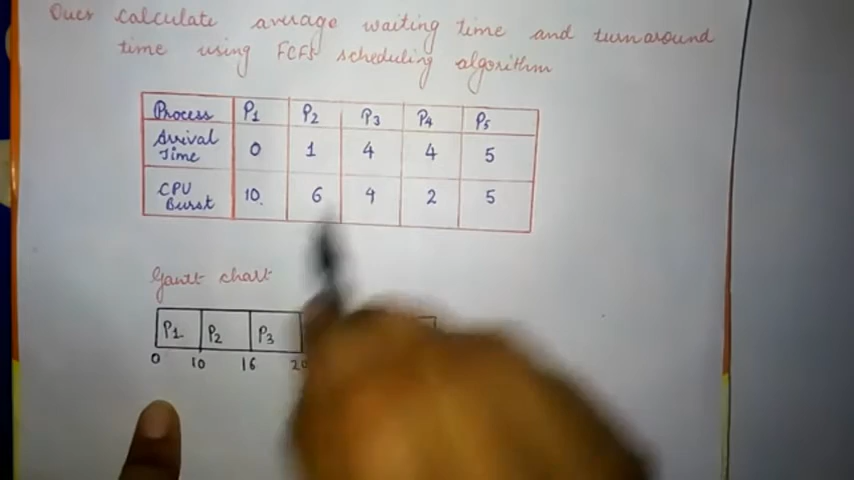 Ques calculate average waiting time and turnaround
time using FCFS scheduling algorithm
Process P1 P2 P3 P4 P5
Arrival Time 0 1 4 4 5
CPU Burst 10 6 4 2 5
Gantt chart
P1 P2 P3
0 10 16 20